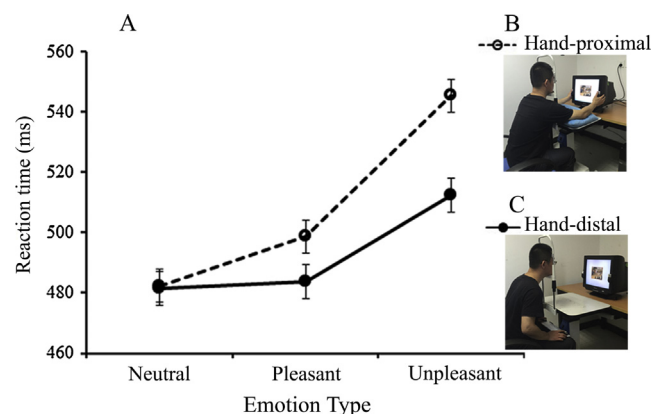 A
B
Hand-proximal
C
Hand-distal
Reaction time (ms)
560
540
520
500
480
460
Neutral Pleasant Unpleasant
Emotion Type